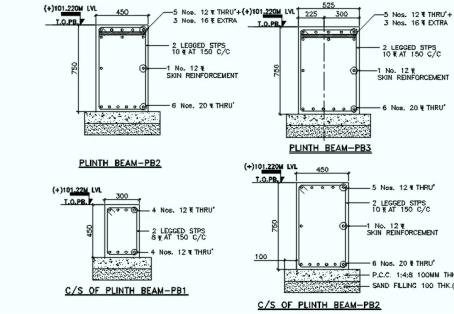 (+)101.220M LVL
T.O.PB.
450
5 Nos. 12 ҍ THRU'+
3 Nos. 16 ҍ EXTRA
2 LEGGED STPS
10 ҍ AT 150 C/C
1 No. 12 ҍ
SKIN REINFORCEMENT
6 Nos. 20 ҍ THRU'
750
PLINTH BEAM-PB2
(+)101.220M LVL
T.O.PB.
525
225 300
5 Nos. 12 ҍ THRU'+
3 Nos. 16 ҍ EXTRA
2 LEGGED STPS
10 ҍ AT 150 C/C
1 No. 12 ҍ
SKIN REINFORCEMENT
6 Nos. 20 ҍ THRU'
750
PLINTH BEAM-PB3
(+)101.22M LVL
T.O.PB.
300
4 Nos. 12 ҍ THRU'
2 LEGGED STPS
8 ҍ AT 150 C/C
4 Nos. 12 ҍ THRU'
450
C/S OF PLINTH BEAM-PB1
(+)101.220M LVL
T.O.PB.
450
5 Nos. 12 ҍ THRU'
2 LEGGED STPS
10 ҍ AT 150 C/C
1 No. 12 ҍ
SKIN REINFORCEMENT
750
100
6 Nos. 20 ҍ THRU'
P.C.C. 1:4:8 100MM THK
SAND FILLING 100 THK.(
C/S OF PLINTH BEAM-PB2